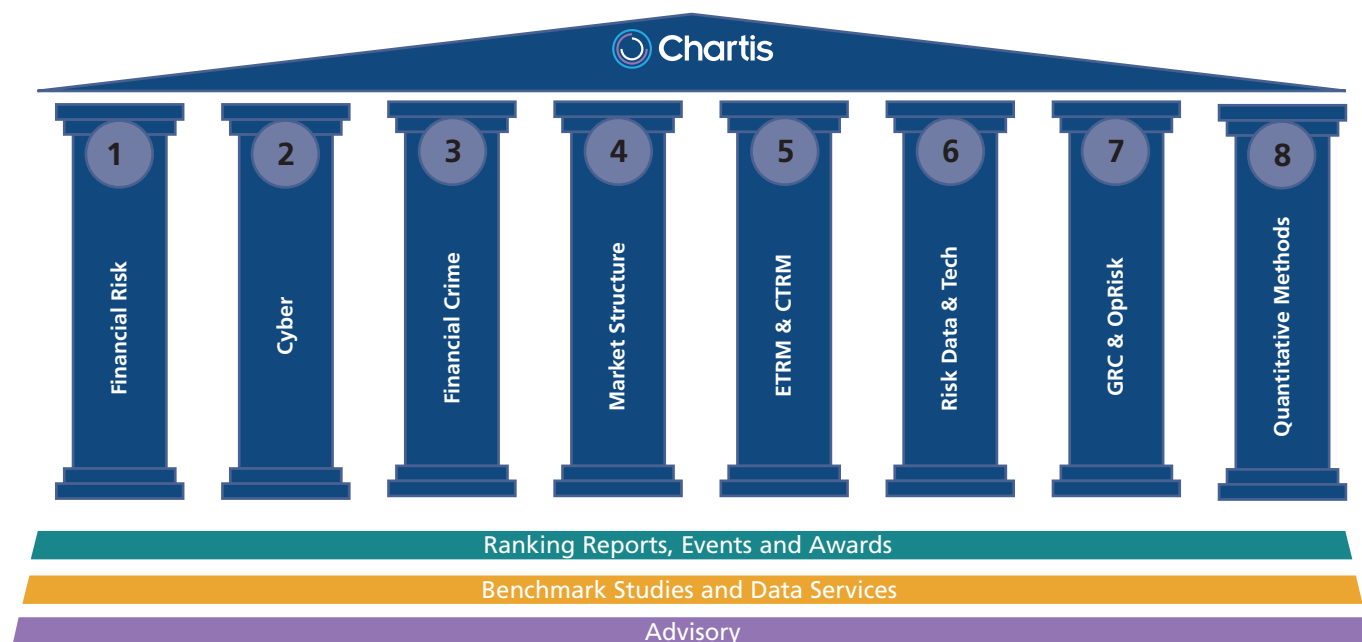 Chartis
1
2
3
4
5
6
7
8
Financial Risk
Cyber
Financial Crime
Market Structure
ETRM & CTRM
Risk Data & Tech
GRC & OpRisk
Quantitative Methods
Ranking Reports, Events and Awards
Benchmark Studies and Data Services
Advisory